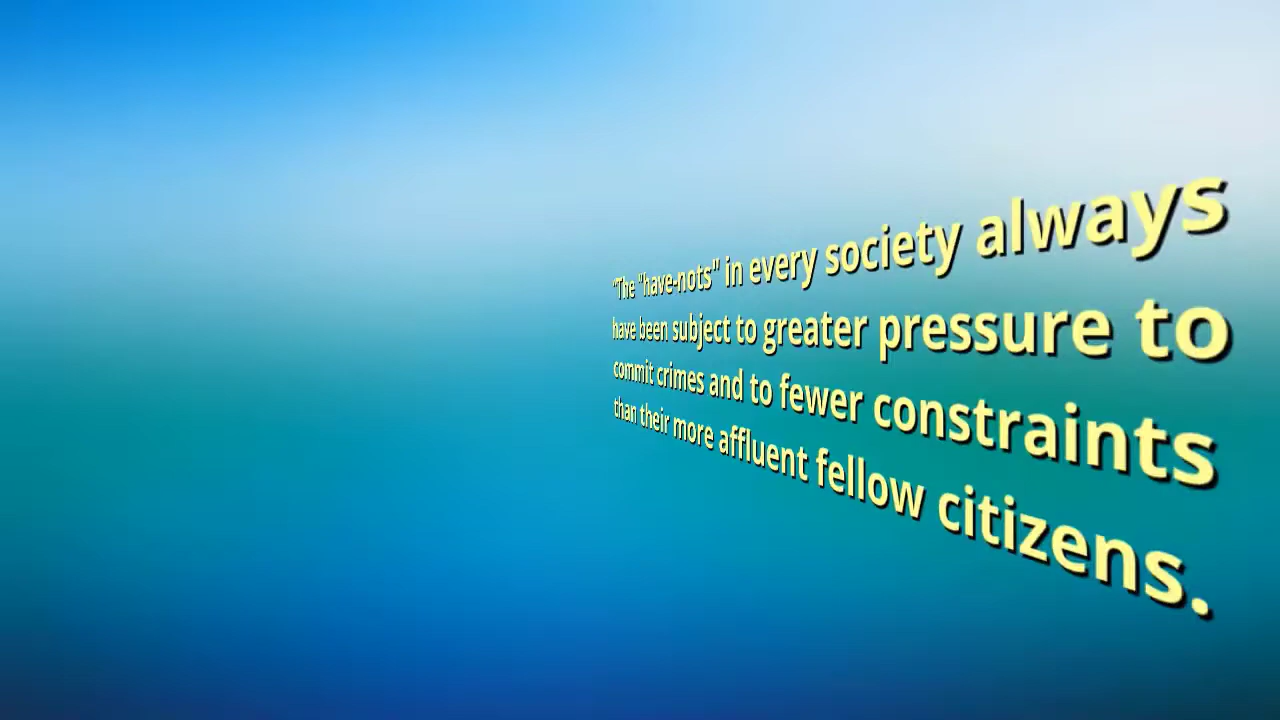 “The "have-nots" in every society always
have been subject to greater pressure to
commit crimes and to fewer constraints
than their more affluent fellow citizens.